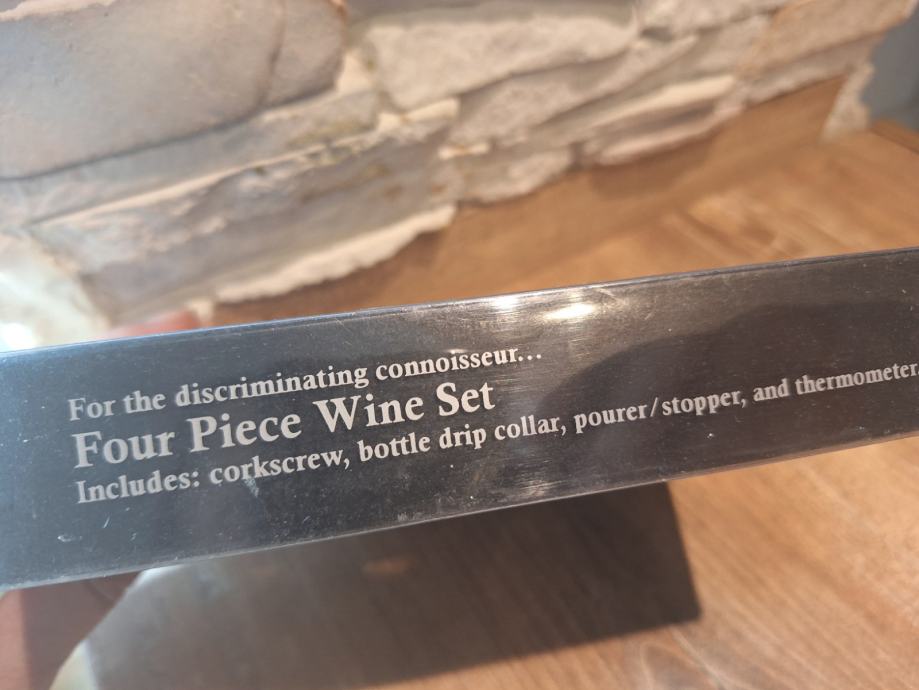 For the discriminating connoisseur...
Four Piece Wine Set
Includes: corkscrew, bottle drip collar, pourer/stopper, and thermometer.